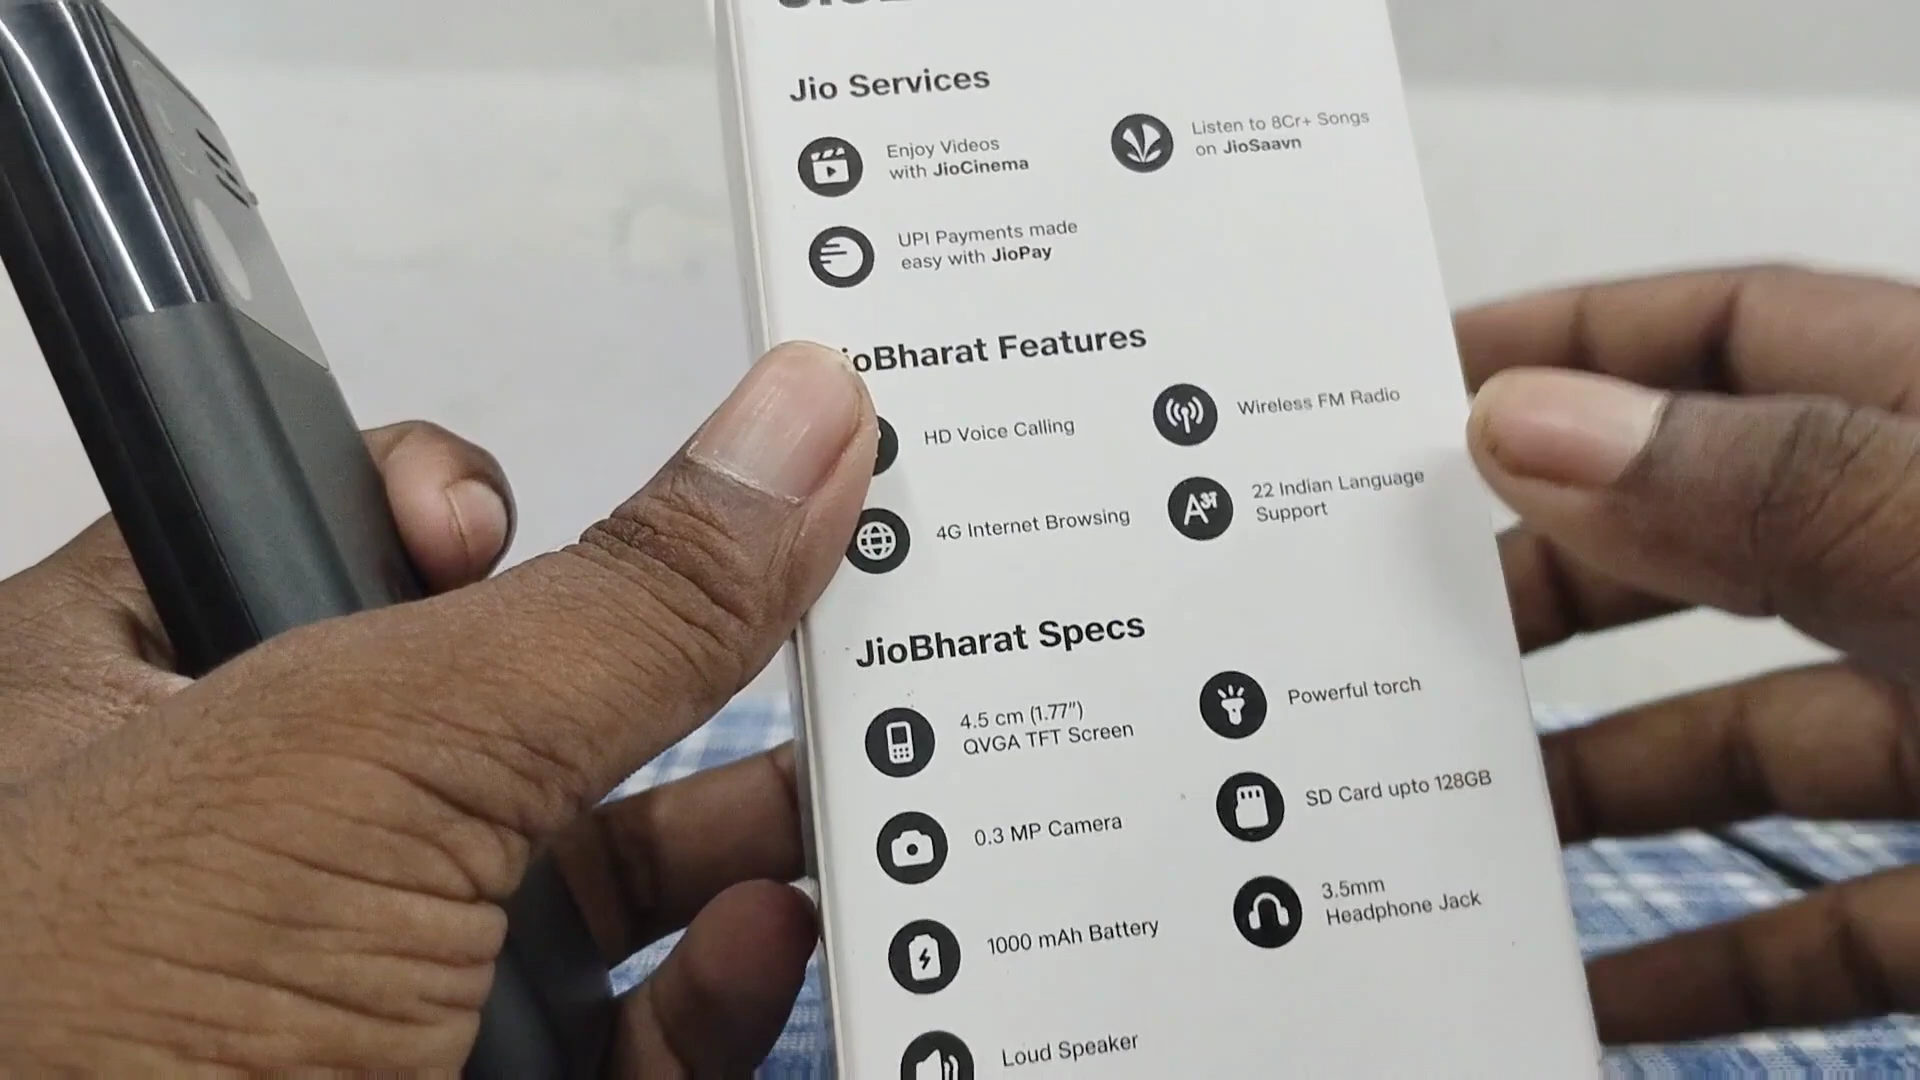 Jio Services
Enjoy Videos
with JioCinema
Listen to 8Cr+ Songs
on JioSaavn
UPI Payments made
easy with JioPay
JioBharat Features
HD Voice Calling
Wireless FM Radio
4G Internet Browsing
22 Indian Language
Support
JioBharat Specs
4.5 cm (1.77")
QVGA TFT Screen
Powerful torch
0.3 MP Camera
SD Card upto 128GB
1000 mAh Battery
3.5mm
Headphone Jack
Loud Speaker